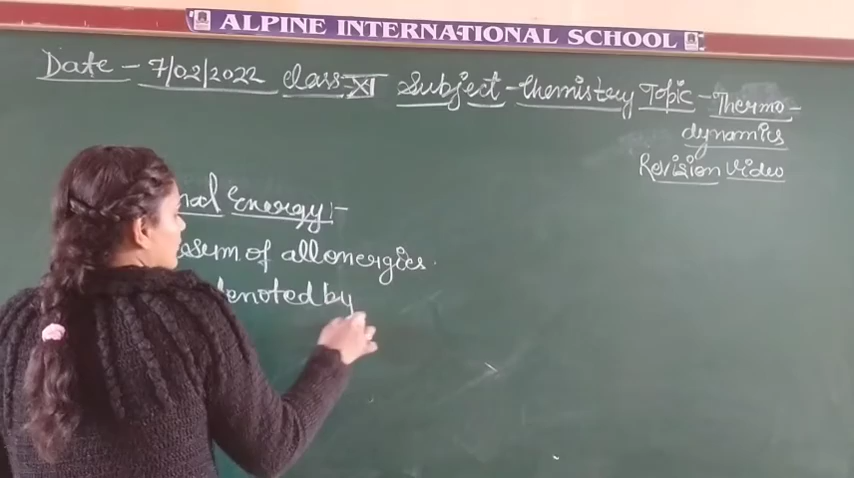 ALPINE INTERNATIONAL SCHOOL
Date - 7/02/2022 Class-XI Subject - Chemistry Topic - Thermo-
dynamics
Revision Video
nal Energy:-
sum of all energies.
denoted by